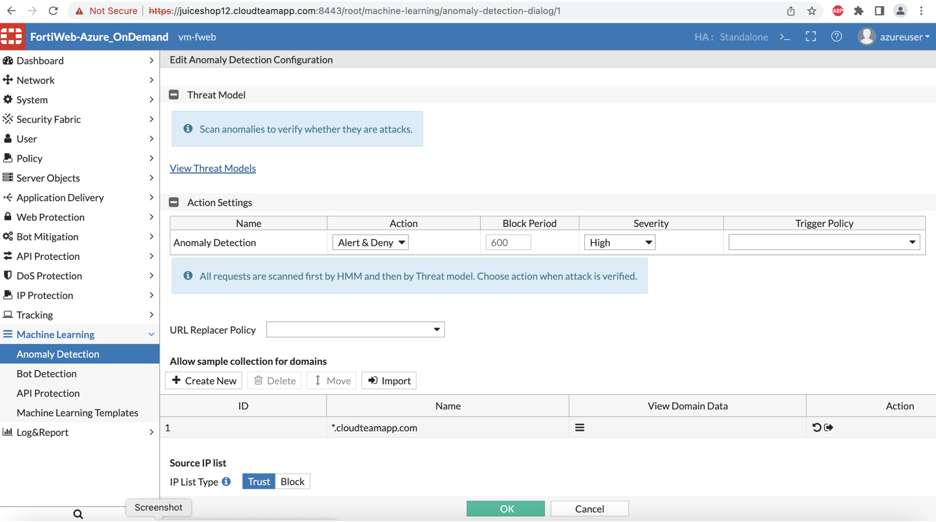 Not Secure | https://juiceshop12.cloudteamapp.com:8443/root/machine-learning/anomaly-detection-dialog/1
ABP
FortiWeb-Azure_OnDemand vm-fweb HA : Standalone >_ azureuser
Dashboard
Network
System
Security Fabric
User
Policy
Server Objects
Application Delivery
Web Protection
Bot Mitigation
API Protection
DoS Protection
IP Protection
Tracking
Machine Learning
Anomaly Detection
Bot Detection
API Protection
Machine Learning Templates
Log&Report
Screenshot
Edit Anomaly Detection Configuration
Threat Model
Scan anomalies to verify whether they are attacks.
View Threat Models
Action Settings
Name Action Block Period Severity Trigger Policy
Anomaly Detection Alert & Deny 600 High
All requests are scanned first by HMM and then by Threat model. Choose action when attack is verified.
URL Replacer Policy
Allow sample collection for domains
Create New Delete Move Import
ID Name View Domain Data Action
1 *.cloudteamapp.com
Source IP list
IP List Type Trust Block
OK Cancel